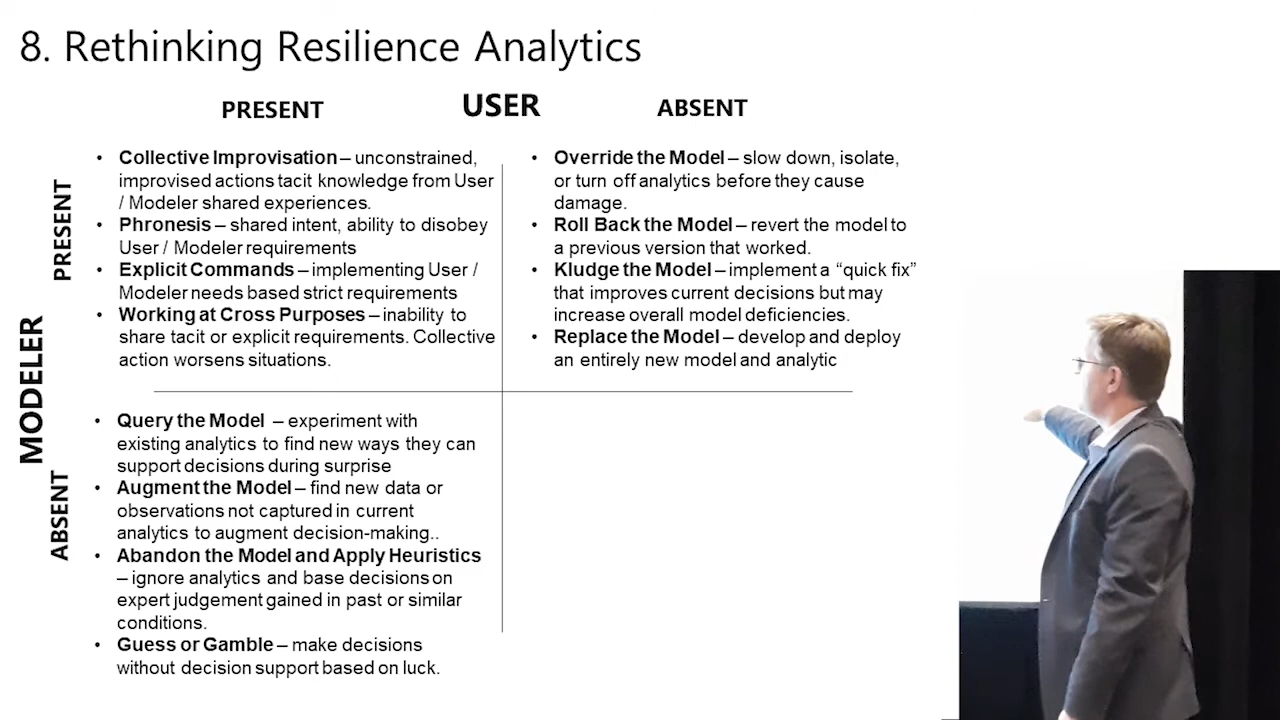 8. Rethinking Resilience Analytics
PRESENT
USER
ABSENT
MODELER
PRESENT
• Collective Improvisation – unconstrained,
improvised actions tacit knowledge from User
/ Modeler shared experiences.
• Phronesis – shared intent, ability to disobey
User / Modeler requirements
• Explicit Commands – implementing User /
Modeler needs based strict requirements
• Working at Cross Purposes – inability to
share tacit or explicit requirements. Collective
action worsens situations.
• Override the Model – slow down, isolate,
or turn off analytics before they cause
damage.
• Roll Back the Model – revert the model to
a previous version that worked.
• Kludge the Model – implement a “quick fix”
that improves current decisions but may
increase overall model deficiencies.
• Replace the Model – develop and deploy
an entirely new model and analytic
ABSENT
• Query the Model – experiment with
existing analytics to find new ways they can
support decisions during surprise
• Augment the Model – find new data or
observations not captured in current
analytics to augment decision-making..
• Abandon the Model and Apply Heuristics
– ignore analytics and base decisions on
expert judgement gained in past or similar
conditions.
• Guess or Gamble – make decisions
without decision support based on luck.